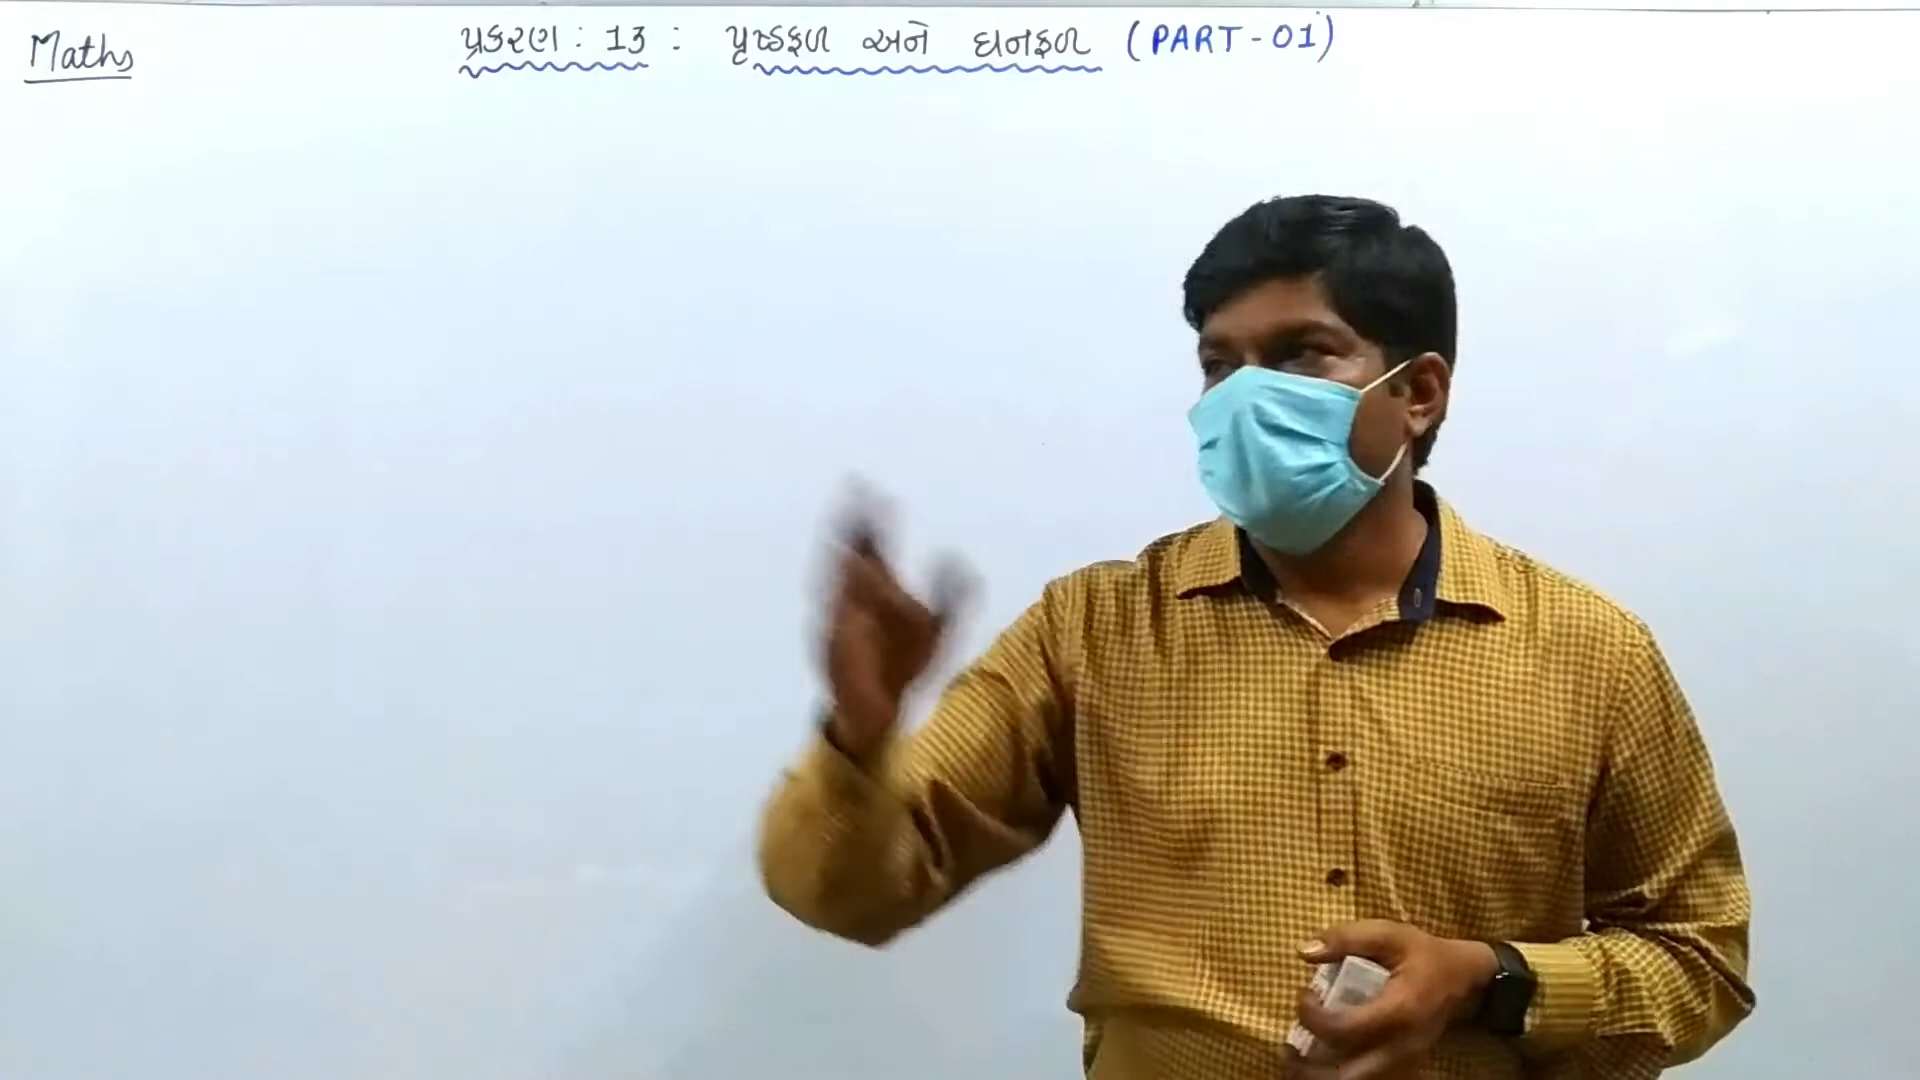 Maths
પ્રકરણ : 13 : પૃષ્ઠફળ અને ઘનફળ (PART-01)